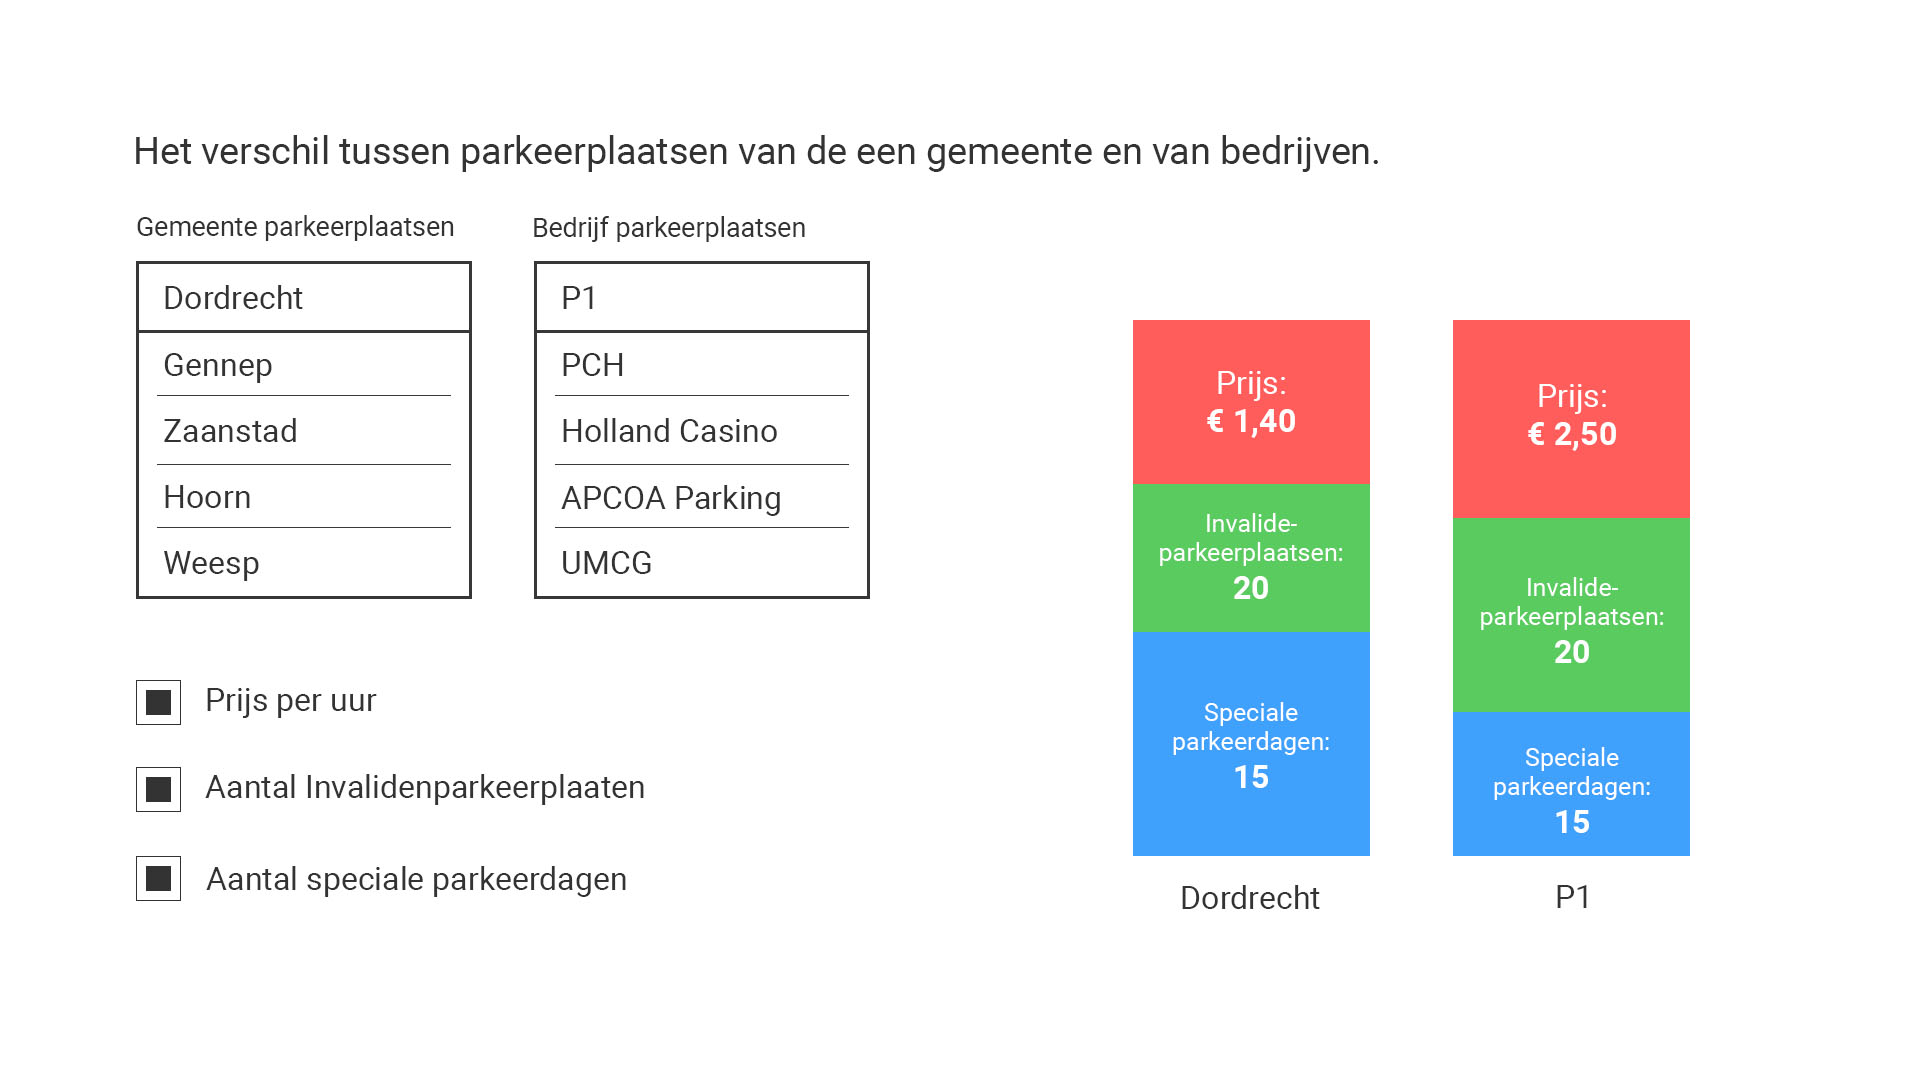 Het verschil tussen parkeerplaatsen van de een gemeente en van bedrijven.
Gemeente parkeerplaatsen
Dordrecht
Gennep
Zaanstad
Hoorn
Weesp
Bedrijf parkeerplaatsen
P1
PCH
Holland Casino
APCOA Parking
UMCG
Prijs per uur
Aantal Invalidenparkeerplaaten
Aantal speciale parkeerdagen
Prijs:
€ 1,40
Invalide-
parkeerplaatsen:
20
Speciale
parkeerdagen:
15
Dordrecht
Prijs:
€ 2,50
Invalide-
parkeerplaatsen:
20
Speciale
parkeerdagen:
15
P1